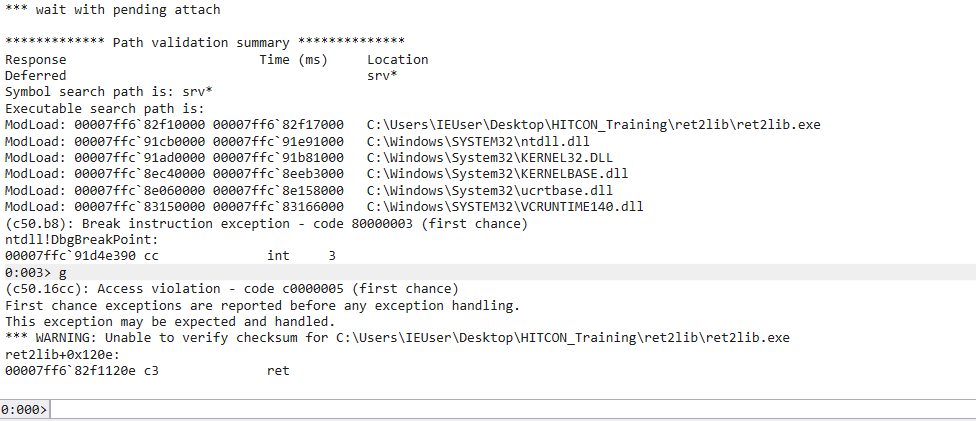 *** wait with pending attach
************* Path validation summary **************
Response                         Time (ms)     Location
Deferred                                       srv*
Symbol search path is: srv*
Executable search path is:
ModLoad: 00007ff6`82f10000 00007ff6`82f17000   C:\Users\IEUser\Desktop\HITCON_Training\ret2lib\ret2lib.exe
ModLoad: 00007ffc`91cb0000 00007ffc`91e91000   C:\Windows\SYSTEM32\ntdll.dll
ModLoad: 00007ffc`91ad0000 00007ffc`91b81000   C:\Windows\System32\KERNEL32.DLL
ModLoad: 00007ffc`8ec40000 00007ffc`8eeb3000   C:\Windows\System32\KERNELBASE.dll
ModLoad: 00007ffc`8e060000 00007ffc`8e158000   C:\Windows\System32\ucrtbase.dll
ModLoad: 00007ffc`83150000 00007ffc`83166000   C:\Windows\SYSTEM32\VCRUNTIME140.dll
(c50.b8): Break instruction exception - code 80000003 (first chance)
ntdll!DbgBreakPoint:
00007ffc`91d4e390 cc              int     3
0:003> g
(c50.16cc): Access violation - code c0000005 (first chance)
First chance exceptions are reported before any exception handling.
This exception may be expected and handled.
*** WARNING: Unable to verify checksum for C:\Users\IEUser\Desktop\HITCON_Training\ret2lib\ret2lib.exe
ret2lib+0x120e:
00007ff6`82f1120e c3              ret
0:000>